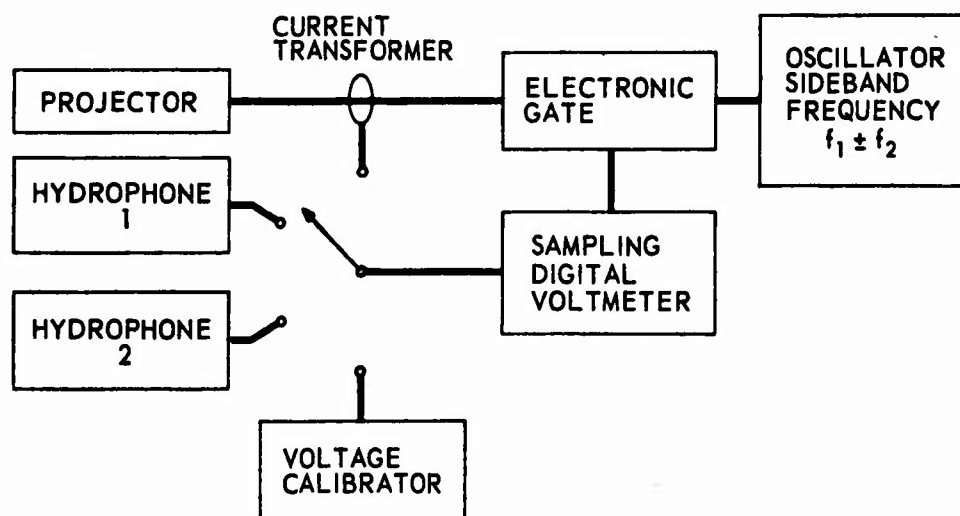 CURRENT
TRANSFORMER
PROJECTOR
ELECTRONIC
GATE
OSCILLATOR
SIDEBAND
FREQUENCY
f₁ ± f₂
HYDROPHONE
1
SAMPLING
DIGITAL
VOLTMETER
HYDROPHONE
2
VOLTAGE
CALIBRATOR